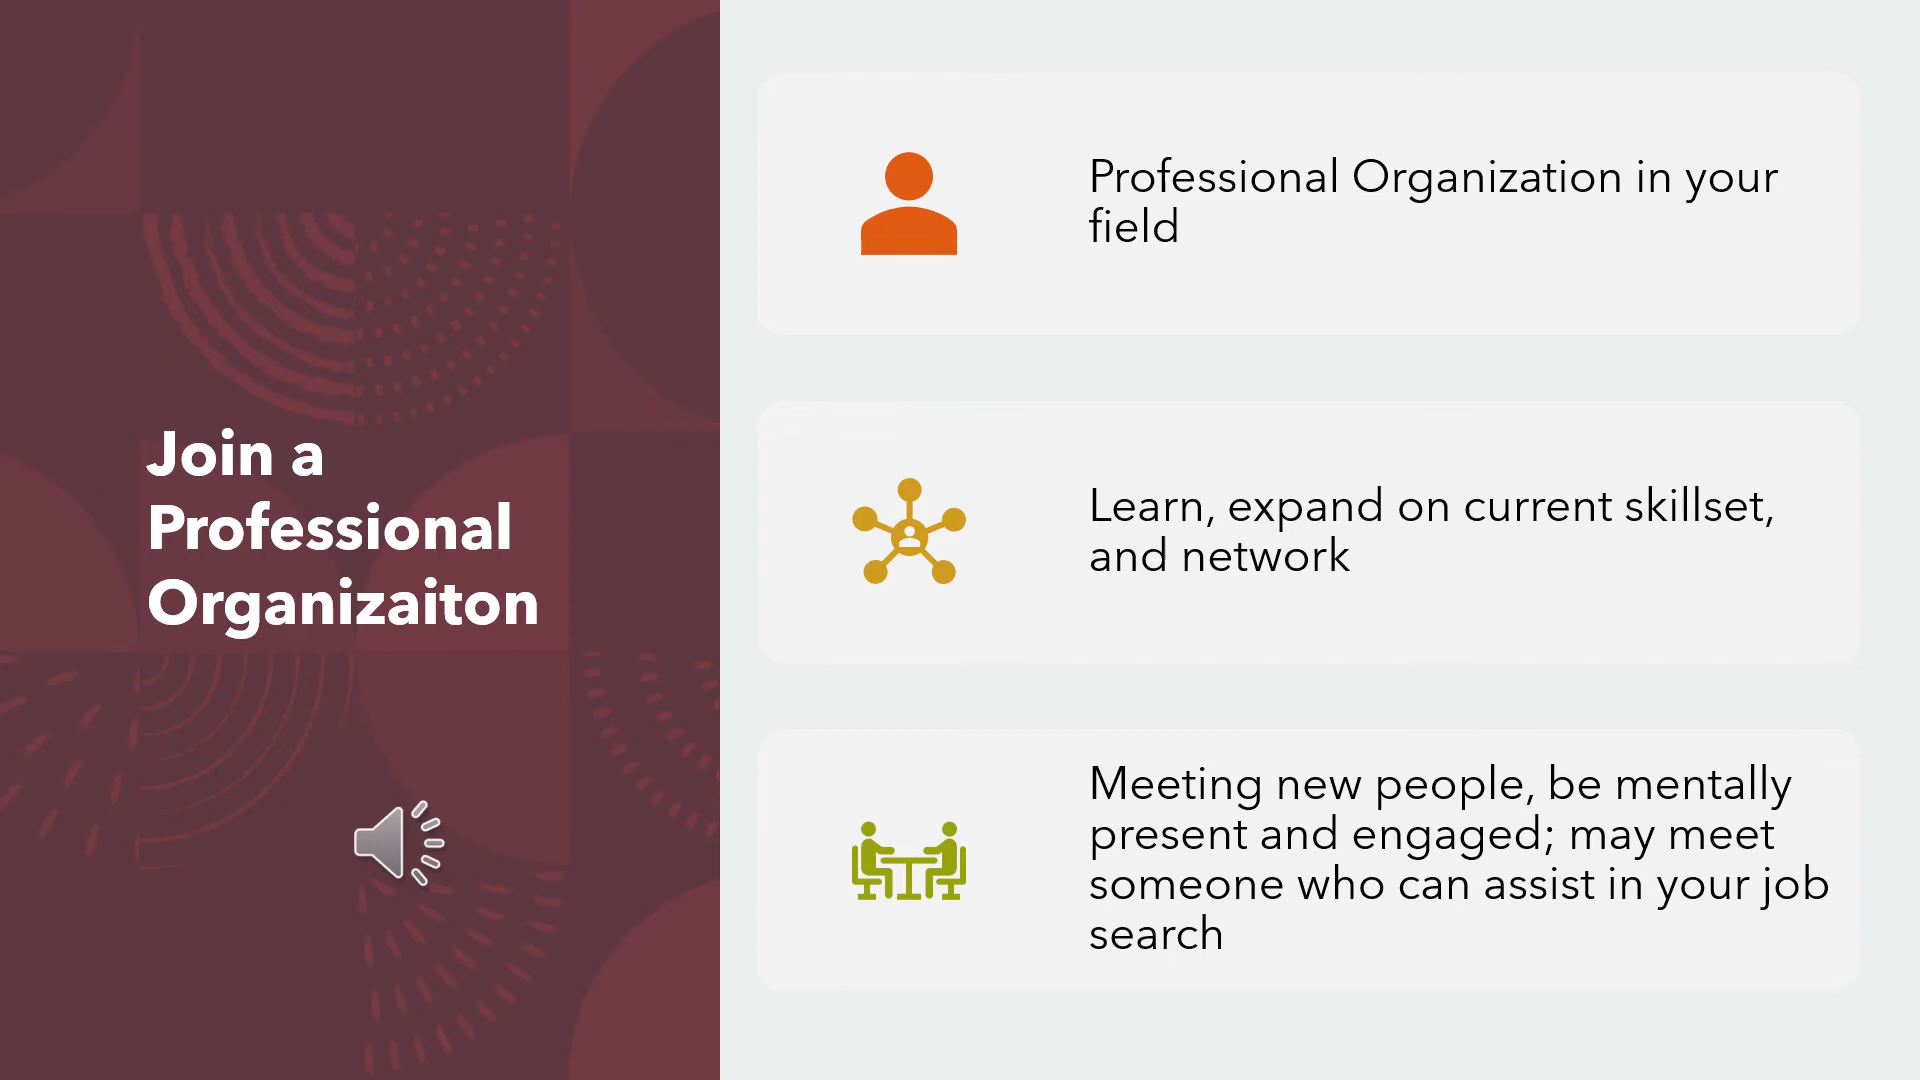 Join a
Professional
Organizaiton
Professional Organization in your
field
Learn, expand on current skillset,
and network
Meeting new people, be mentally
present and engaged; may meet
someone who can assist in your job
search